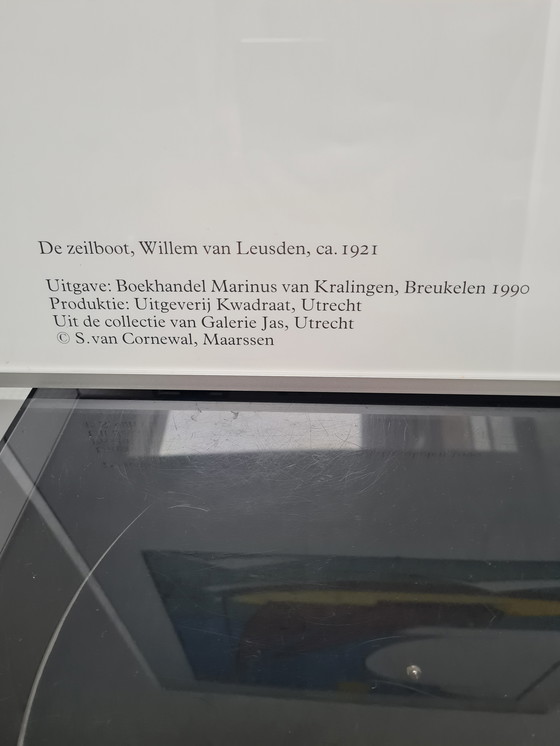 De zeilboot, Willem van Leusden, ca. 1921
Uitgave: Boekhandel Marinus van Kralingen, Breukelen 1990
Produktie: Uitgeverij Kwadraat, Utrecht
Uit de collectie van Galerie Jas, Utrecht
© S. van Cornewal, Maarssen